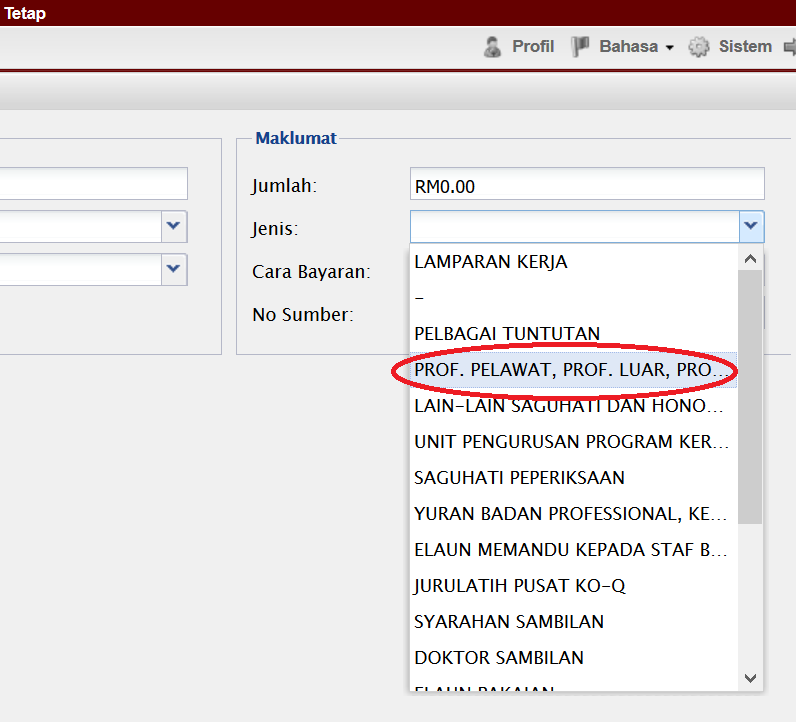 Tetap
Profil Bahasa Sistem
Maklumat
Jumlah: RM0.00
Jenis:
Cara Bayaran:
No Sumber:
LAMPARAN KERJA
–
PELBAGAI TUNTUTAN
PROF. PELAWAT, PROF. LUAR, PRO...
LAIN-LAIN SAGUHATI DAN HONO...
UNIT PENGURUSAN PROGRAM KER...
SAGUHATI PEPERIKSAAN
YURAN BADAN PROFESSIONAL, KE...
ELAUN MEMANDU KEPADA STAF B...
JURULATIH PUSAT KO-Q
SYARAHAN SAMBILAN
DOKTOR SAMBILAN
ELAUN PAKAIAN